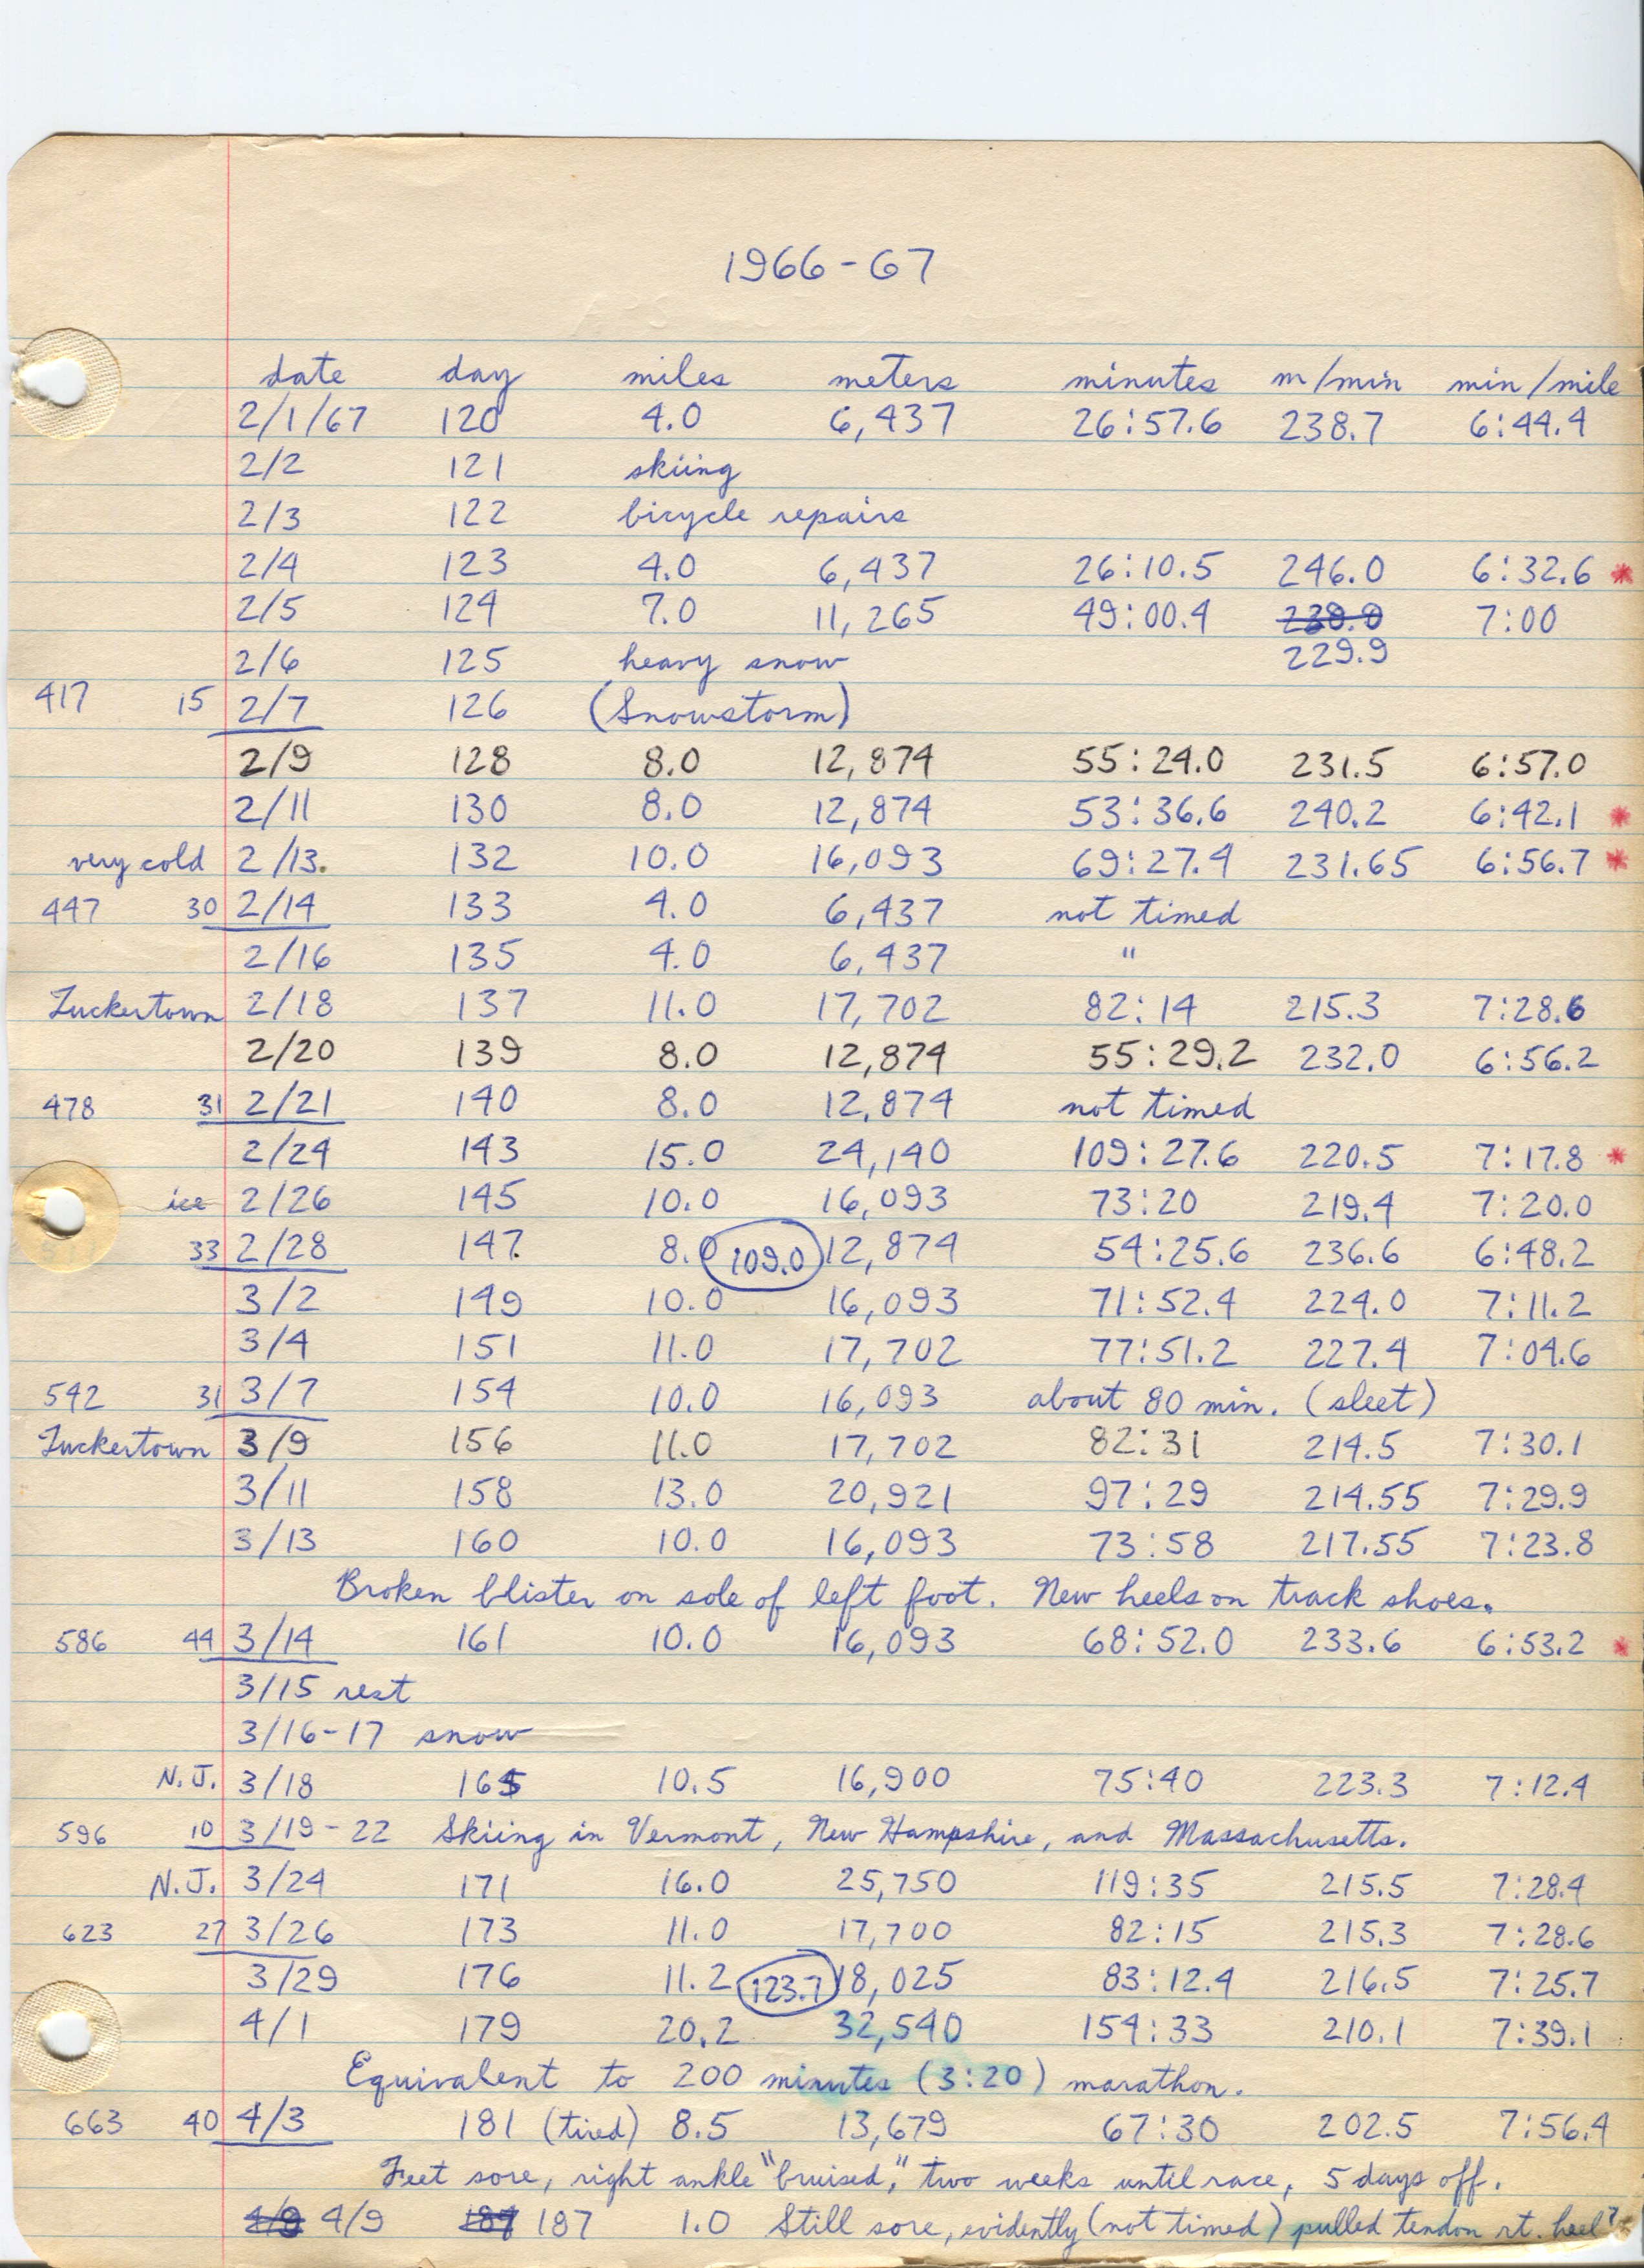 1966-67
date day miles meters minutes m/min min/mile
2/1/67 120 4.0 6,437 26:57.6 238.7 6:44.4
2/2 121 skiing
2/3 122 bicycle repairs
2/4 123 4.0 6,437 26:10.5 246.0 6:32.6 *
2/5 124 7.0 11,265 49:00.4 230.0 7:00
2/6 125 heavy snow 229.9
417 15 2/7 126 (Snowstorm)
2/9 128 8.0 12,874 55:24.0 231.5 6:57.0
2/11 130 8.0 12,874 53:36.6 240.2 6:42.1 *
very cold 2/13. 132 10.0 16,093 69:27.4 231.65 6:56.7 *
447 30 2/14 133 4.0 6,437 not timed
2/16 135 4.0 6,437 "
Tuckertown 2/18 137 11.0 17,702 82:14 215.3 7:28.6
2/20 139 8.0 12,874 55:29.2 232.0 6:56.2
478 31 2/21 140 8.0 12,874 not timed
2/24 143 15.0 24,140 109:27.6 220.5 7:17.8 *
ice 2/26 145 10.0 16,093 73:20 219.4 7:20.0
33 2/28 147. 8.0 109.0 12,874 54:25.6 236.6 6:48.2
3/2 149 10.0 16,093 71:52.4 224.0 7:11.2
3/4 151 11.0 17,702 77:51.2 227.4 7:04.6
542 31 3/7 154 10.0 16,093 about 80 min. (sleet)
Tuckertown 3/9 156 11.0 17,702 82:31 214.5 7:30.1
3/11 158 13.0 20,921 97:29 214.55 7:29.9
3/13 160 10.0 16,093 73:58 217.55 7:23.8
Broken blister on sole of left foot. New heels on track shoes.
586 44 3/14 161 10.0 16,093 68:52.0 233.6 6:53.2 *
3/15 rest
3/16-17 snow
N.J. 3/18 165 10.5 16,900 75:40 223.3 7:12.4
596 10 3/19-22 Skiing in Vermont, New Hampshire, and Massachusetts.
N.J. 3/24 171 16.0 25,750 119:35 215.5 7:28.4
623 27 3/26 173 11.0 17,700 82:15 215.3 7:28.6
3/29 176 11.2 123.7 18,025 83:12.4 216.5 7:25.7
4/1 179 20.2 32,540 154:33 210.1 7:39.1
Equivalent to 200 minutes (3:20) marathon.
663 40 4/3 181 (tired) 8.5 13,679 67:30 202.5 7:56.4
Feet sore, right ankle "bruised," two weeks until race, 5 days off.
4/9 187 1.0 Still sore, evidently (not timed) pulled tendon rt. heel?